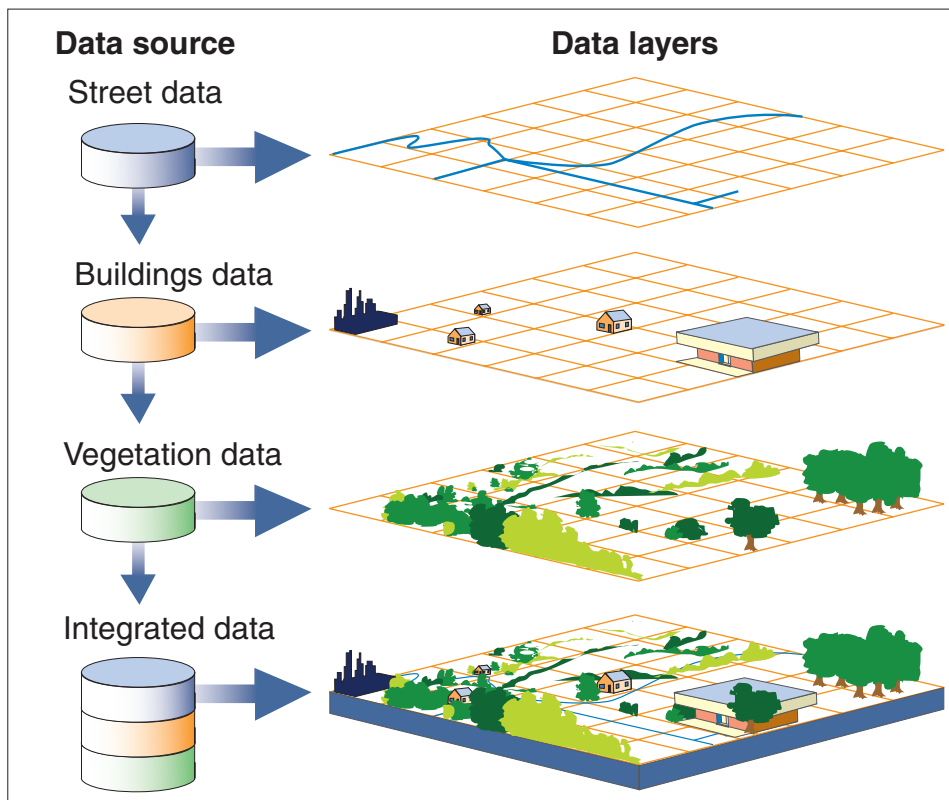 Data source
Data layers
Street data
Buildings data
Vegetation data
Integrated data